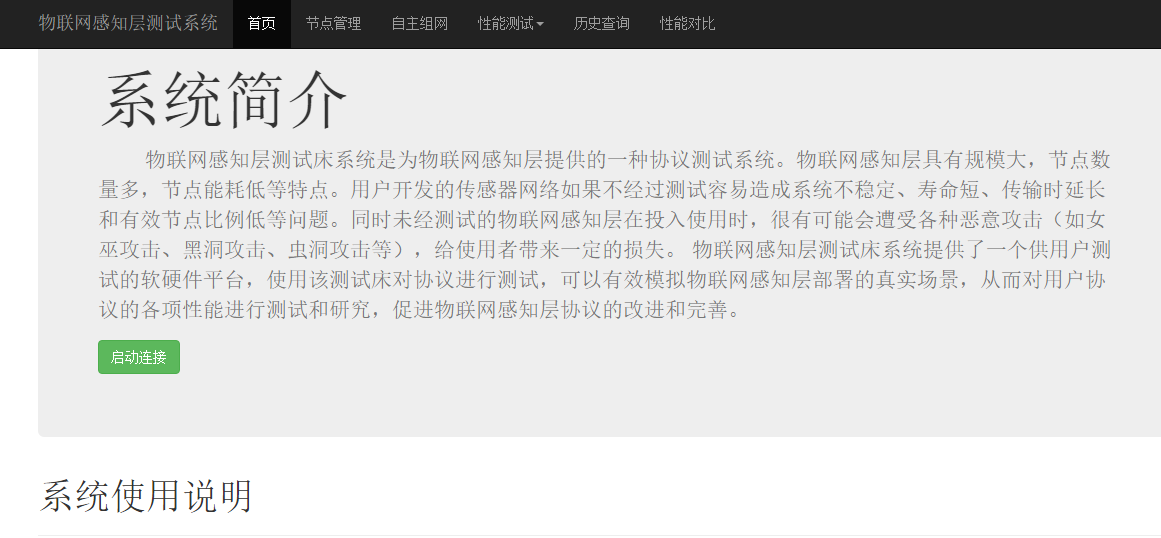 物联网感知层测试系统 首页 节点管理 自主组网 性能测试 历史查询 性能对比
系统简介
物联网感知层测试床系统是为物联网感知层提供的一种协议测试系统。物联网感知层具有规模大，节点数
量多，节点能耗低等特点。用户开发的传感器网络如果不经过测试容易造成系统不稳定、寿命短、传输时延长
和有效节点比例低等问题。同时未经测试的物联网感知层在投入使用时，很有可能会遭受各种恶意攻击（如女
巫攻击、黑洞攻击、虫洞攻击等），给使用者带来一定的损失。 物联网感知层测试床系统提供了一个供用户测
试的软硬件平台，使用该测试床对协议进行测试，可以有效模拟物联网感知层部署的真实场景，从而对用户协
议的各项性能进行测试和研究，促进物联网感知层协议的改进和完善。
启动连接
系统使用说明